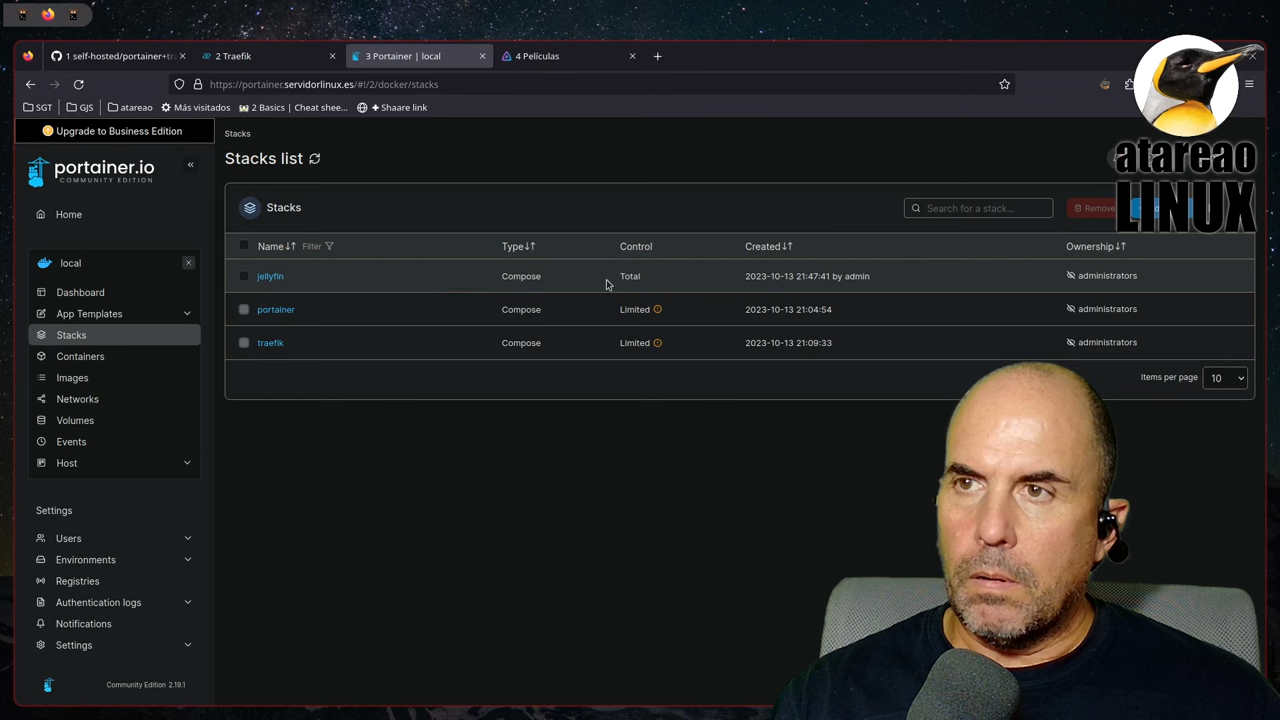 1 self-hosted/portainer+tra
2 Traefik
3 Portainer | local
4 Películas
https://portainer.servidorlinux.es/#!/2/docker/stacks
SGT
GJS
atareao
Más visitados
2 Basics | Cheat shee...
+ Shaare link
Upgrade to Business Edition
portainer.io
COMMUNITY EDITION
Home
local
Dashboard
App Templates
Stacks
Containers
Images
Networks
Volumes
Events
Host
Settings
Users
Environments
Registries
Authentication logs
Notifications
Settings
Community Edition 2.19.1
Stacks
Stacks list
Stacks
Search for a stack...
Remove
Name Filter Type Control Created Ownership
jellyfin Compose Total 2023-10-13 21:47:41 by admin administrators
portainer Compose Limited 2023-10-13 21:04:54 administrators
traefik Compose Limited 2023-10-13 21:09:33 administrators
Items per page 10
atareao
LINUX